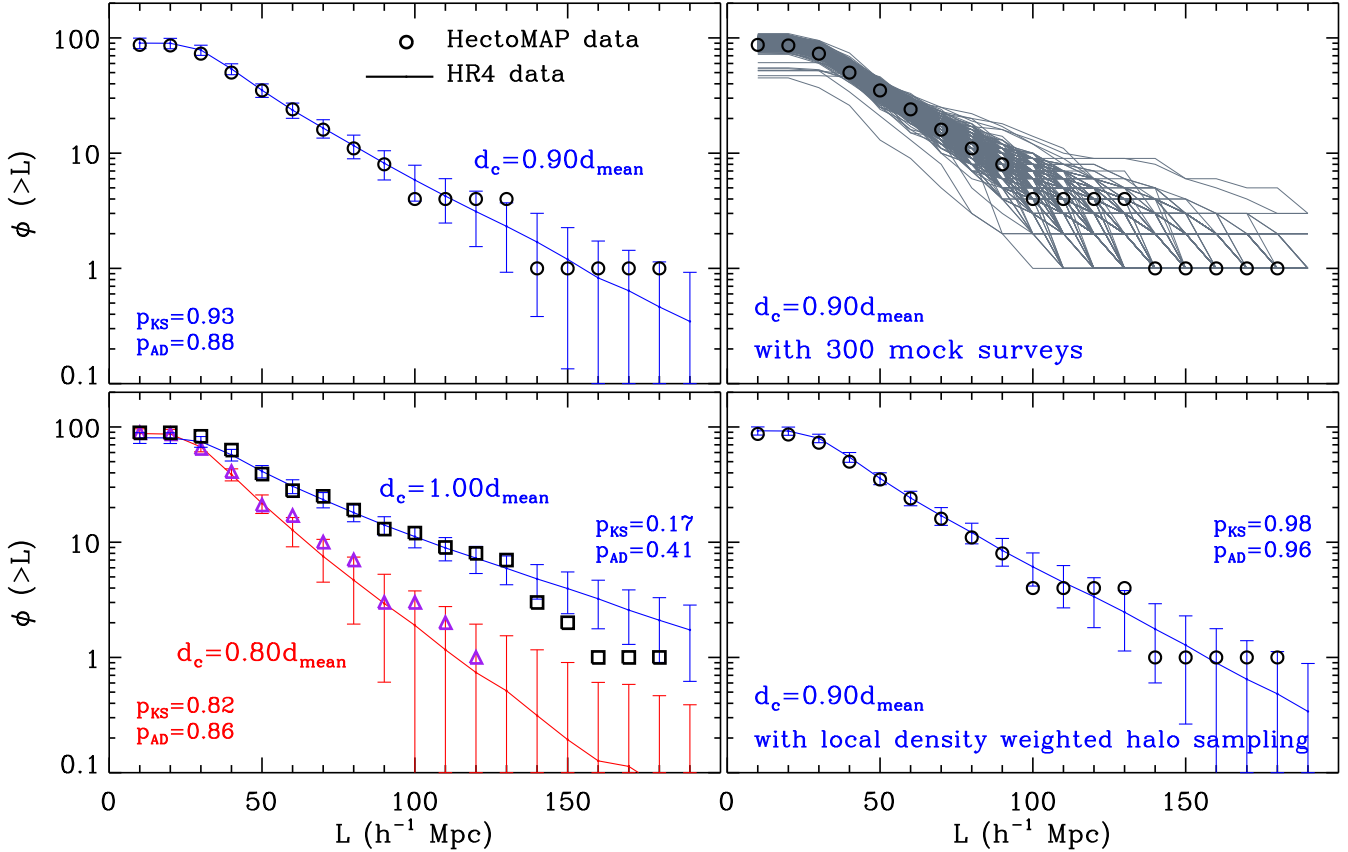 100
10
1
0.1
ϕ (>L)
HectoMAP data
HR4 data
d_c=0.90d_mean
p_KS=0.93
p_AD=0.88
d_c=0.90d_mean
with 300 mock surveys
100
10
1
0.1
ϕ (>L)
d_c=1.00d_mean
p_KS=0.17
p_AD=0.41
d_c=0.80d_mean
p_KS=0.82
p_AD=0.86
p_KS=0.98
p_AD=0.96
d_c=0.90d_mean
with local density weighted halo sampling
0 50 100 150
50 100 150
L (h⁻¹ Mpc)
L (h⁻¹ Mpc)